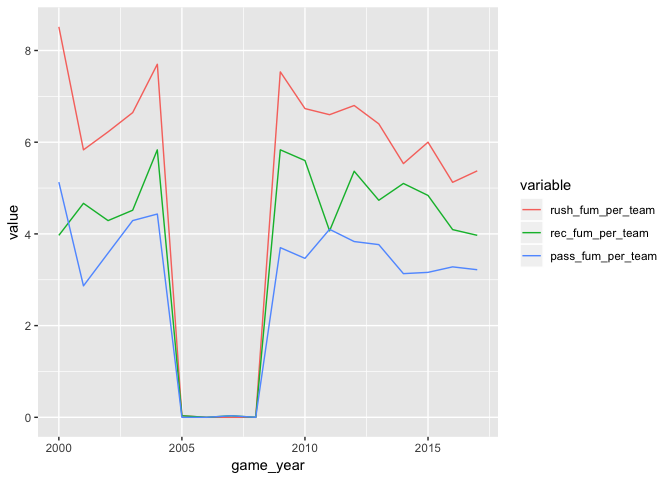 8
6
4
2
0
value
2000 2005 2010 2015
game_year
variable
rush_fum_per_team
rec_fum_per_team
pass_fum_per_team